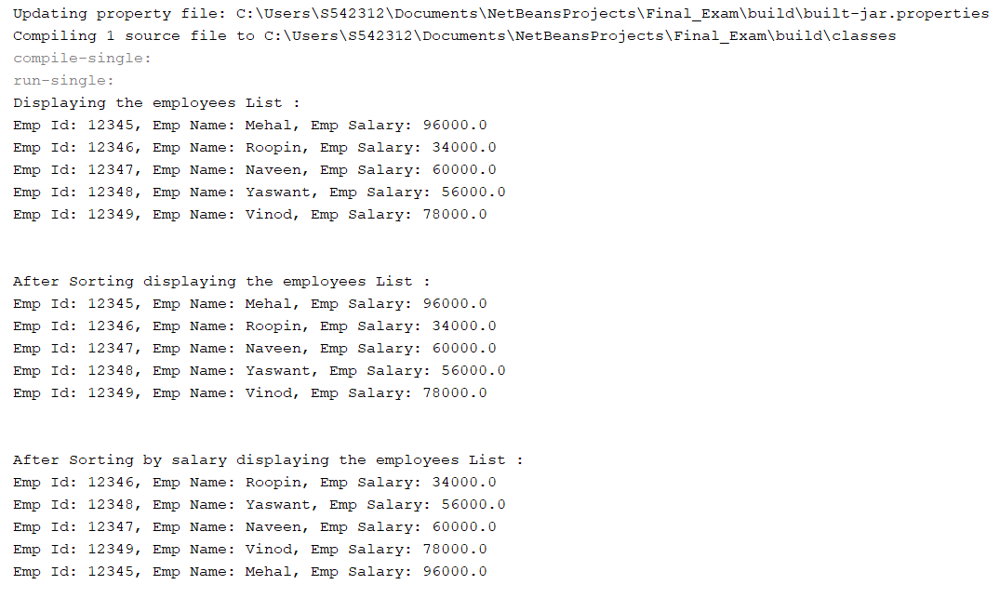 Updating property file: C:\Users\S542312\Documents\NetBeansProjects\Final_Exam\build\built-jar.properties
Compiling 1 source file to C:\Users\S542312\Documents\NetBeansProjects\Final_Exam\build\classes
compile-single:
run-single:
Displaying the employees List :
Emp Id: 12345, Emp Name: Mehal, Emp Salary: 96000.0
Emp Id: 12346, Emp Name: Roopin, Emp Salary: 34000.0
Emp Id: 12347, Emp Name: Naveen, Emp Salary: 60000.0
Emp Id: 12348, Emp Name: Yaswant, Emp Salary: 56000.0
Emp Id: 12349, Emp Name: Vinod, Emp Salary: 78000.0
After Sorting displaying the employees List :
Emp Id: 12345, Emp Name: Mehal, Emp Salary: 96000.0
Emp Id: 12346, Emp Name: Roopin, Emp Salary: 34000.0
Emp Id: 12347, Emp Name: Naveen, Emp Salary: 60000.0
Emp Id: 12348, Emp Name: Yaswant, Emp Salary: 56000.0
Emp Id: 12349, Emp Name: Vinod, Emp Salary: 78000.0
After Sorting by salary displaying the employees List :
Emp Id: 12346, Emp Name: Roopin, Emp Salary: 34000.0
Emp Id: 12348, Emp Name: Yaswant, Emp Salary: 56000.0
Emp Id: 12347, Emp Name: Naveen, Emp Salary: 60000.0
Emp Id: 12349, Emp Name: Vinod, Emp Salary: 78000.0
Emp Id: 12345, Emp Name: Mehal, Emp Salary: 96000.0